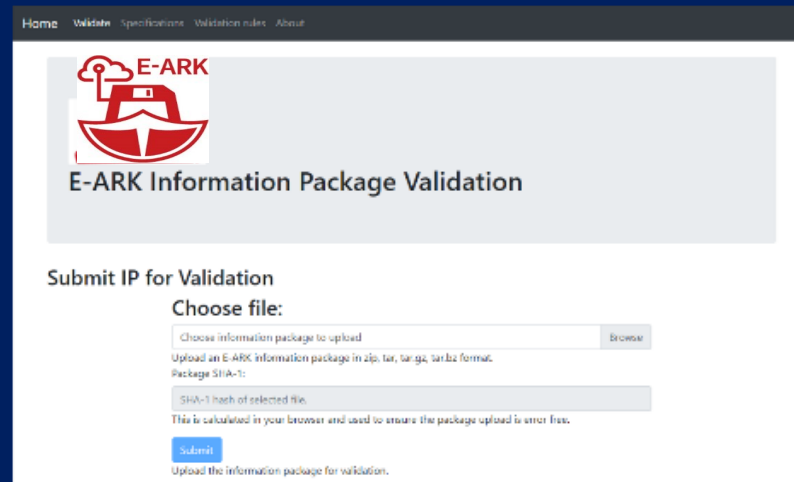 Home Validate Specifications Validation rules About
E-ARK
E-ARK Information Package Validation
Submit IP for Validation
Choose file:
Choose information package to upload Browse
Upload an E-ARK information package in zip, tar, tar.gz, tar.bz format.
Package SHA-1:
SHA-1 hash of selected file.
This is calculated in your browser and used to ensure the package upload is error free.
Submit
Upload the information package for validation.